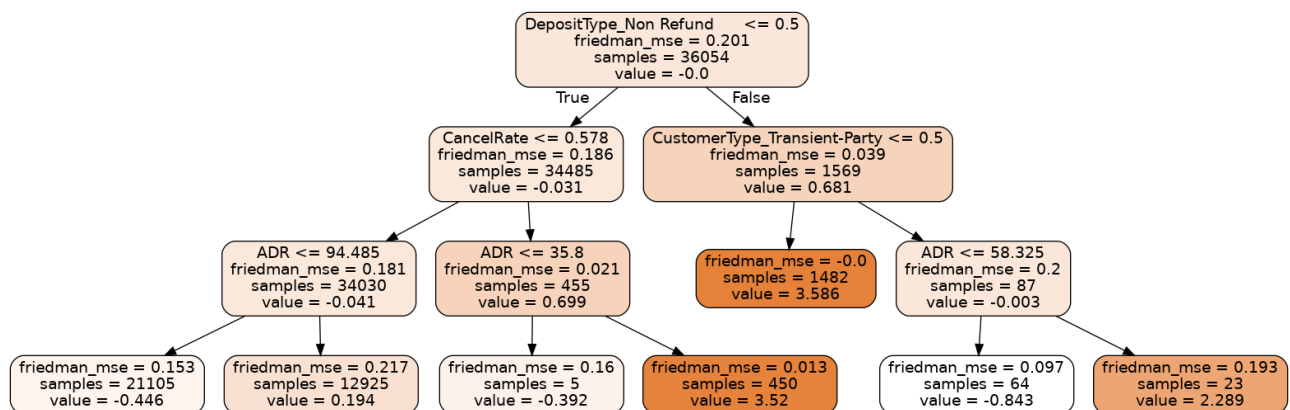 DepositType_Non Refund <= 0.5
friedman_mse = 0.201
samples = 36054
value = -0.0
True
False
CancelRate <= 0.578
friedman_mse = 0.186
samples = 34485
value = -0.031
CustomerType_Transient-Party <= 0.5
friedman_mse = 0.039
samples = 1569
value = 0.681
ADR <= 94.485
friedman_mse = 0.181
samples = 34030
value = -0.041
ADR <= 35.8
friedman_mse = 0.021
samples = 455
value = 0.699
friedman_mse = -0.0
samples = 1482
value = 3.586
ADR <= 58.325
friedman_mse = 0.2
samples = 87
value = -0.003
friedman_mse = 0.153
samples = 21105
value = -0.446
friedman_mse = 0.217
samples = 12925
value = 0.194
friedman_mse = 0.16
samples = 5
value = -0.392
friedman_mse = 0.013
samples = 450
value = 3.52
friedman_mse = 0.097
samples = 64
value = -0.843
friedman_mse = 0.193
samples = 23
value = 2.289